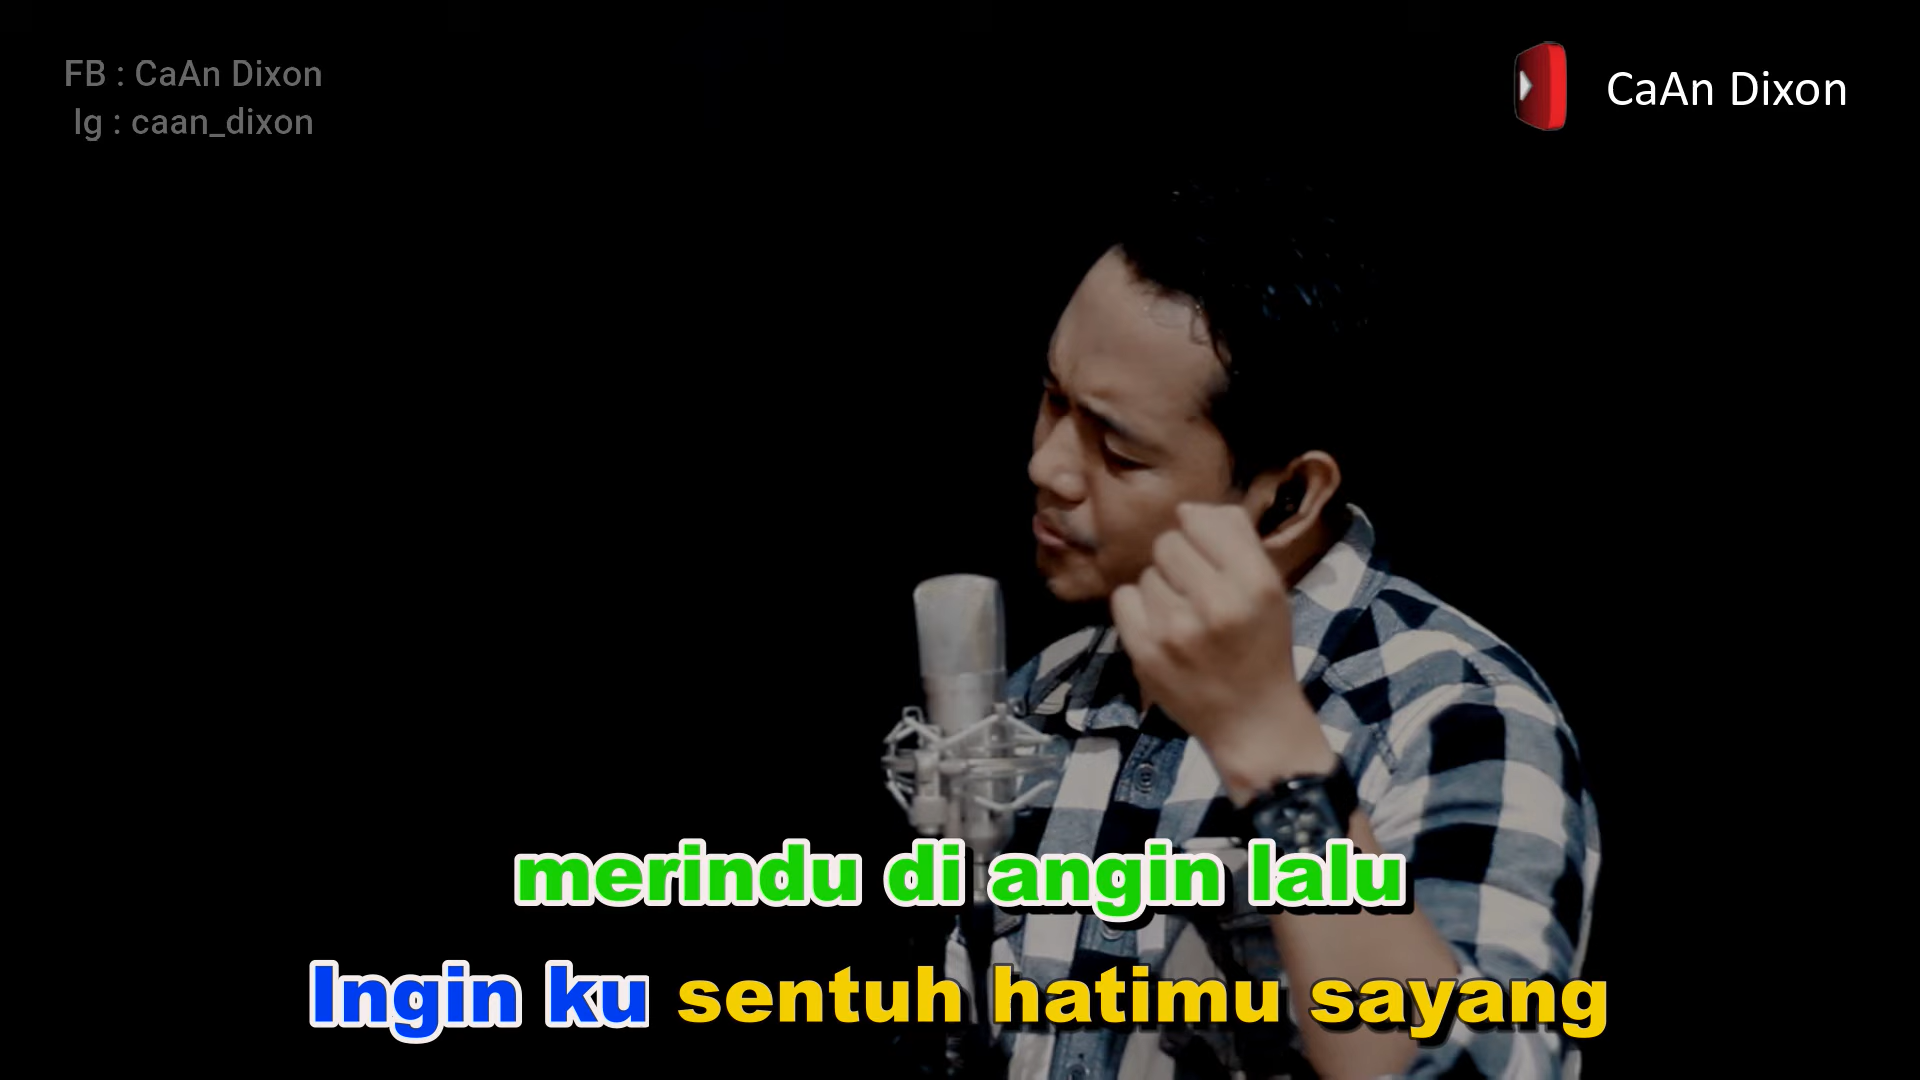 FB : CaAn Dixon
Ig : caan_dixon
CaAn Dixon
merindu di angin lalu
Ingin ku sentuh hatimu sayang